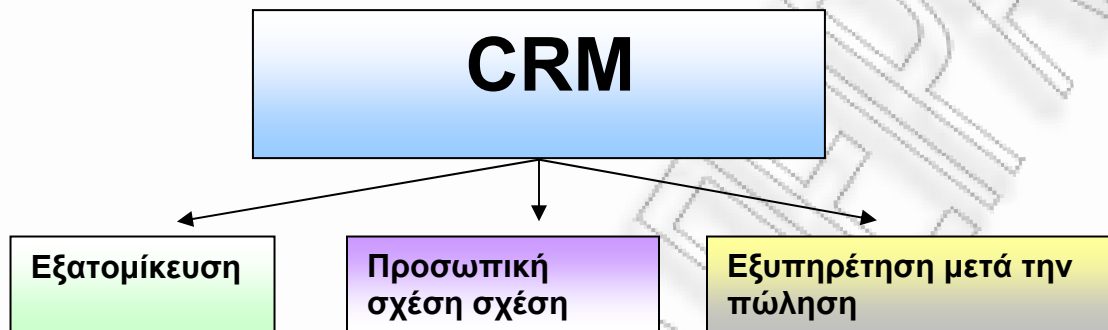 CRM
Εξατομίκευση
Προσωπική
σχέση σχέση
Εξυπηρέτηση μετά την
πώληση